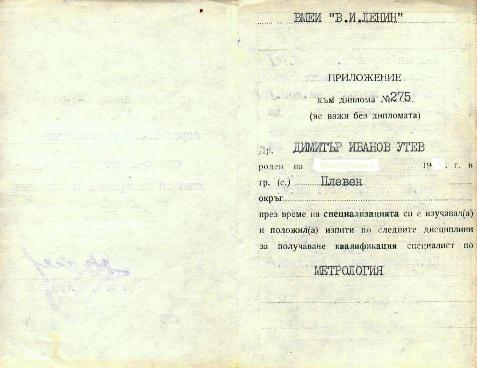 ВМЕИ "В.И.ЛЕНИН"
ПРИЛОЖЕНИЕ
към диплома № 275
(не важи без дипломата)
Др. ДИМИТЪР ИВАНОВ УТЕВ
роден на 19 г. в
гр. (с.) Плевен
окръг
през време на специализацията си е изучавал(а)
и положил(а) изпити по следните дисциплини
за получаване квалификация специалист по
МЕТРОЛОГИЯ